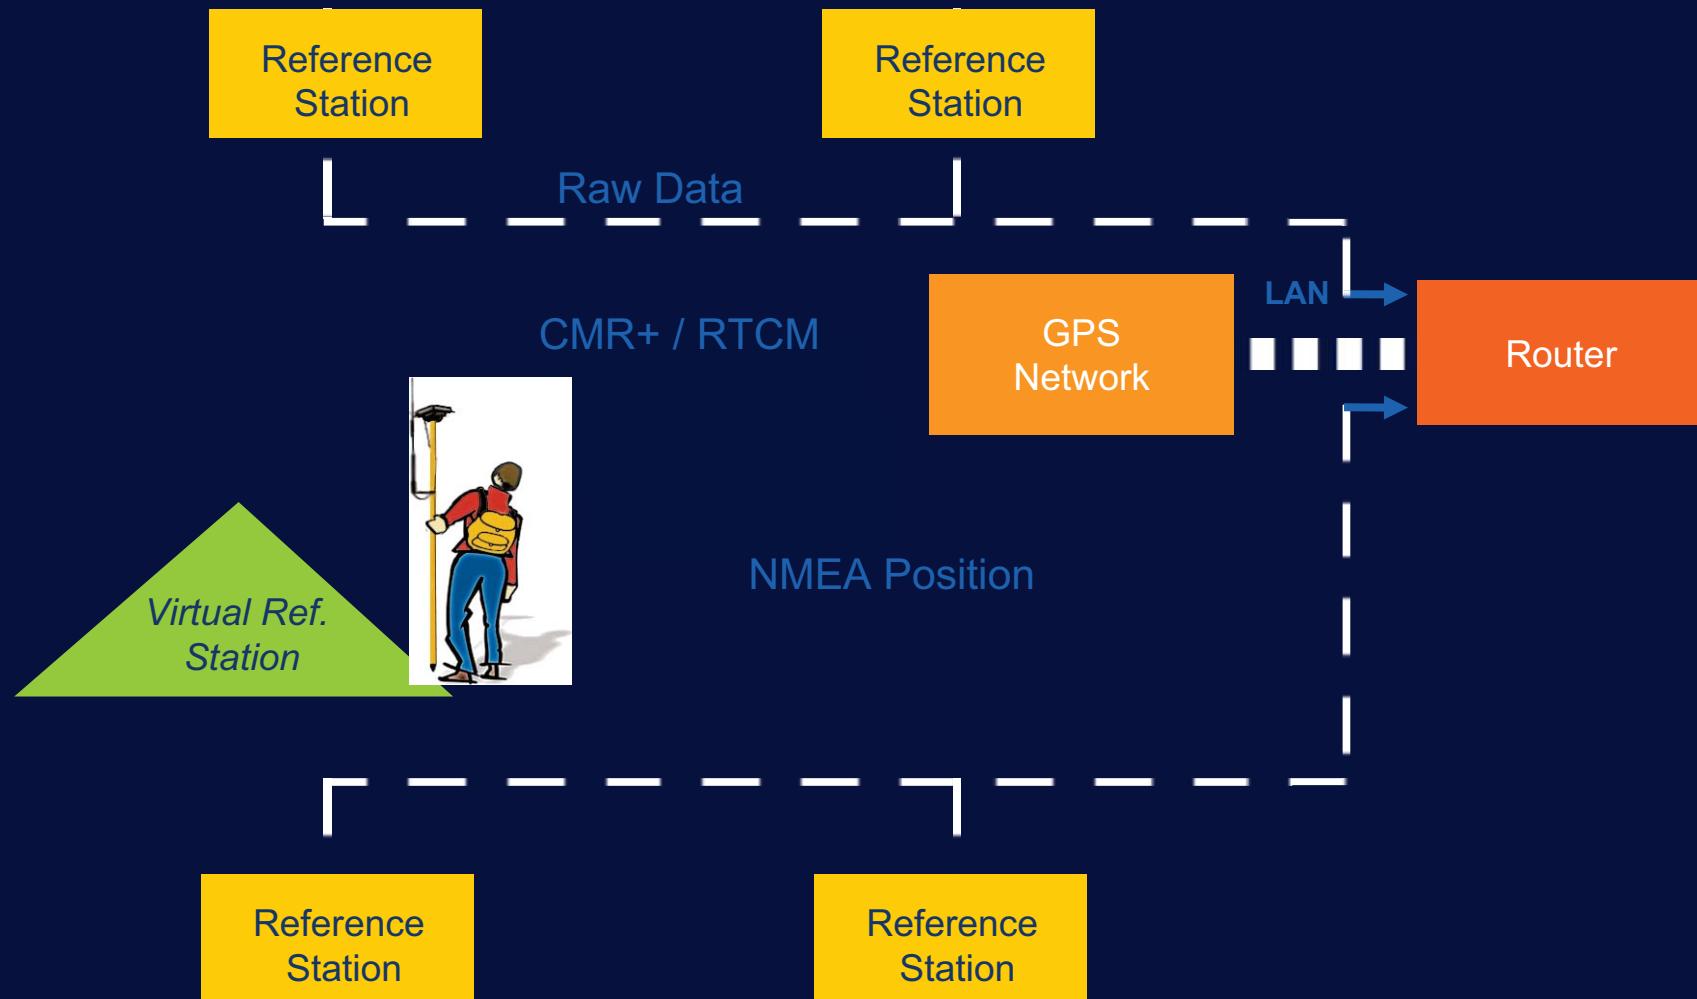 Reference
Station
Reference
Station
Raw Data
LAN
CMR+ / RTCM
GPS
Network
Router
NMEA Position
Virtual Ref.
Station
Reference
Station
Reference
Station